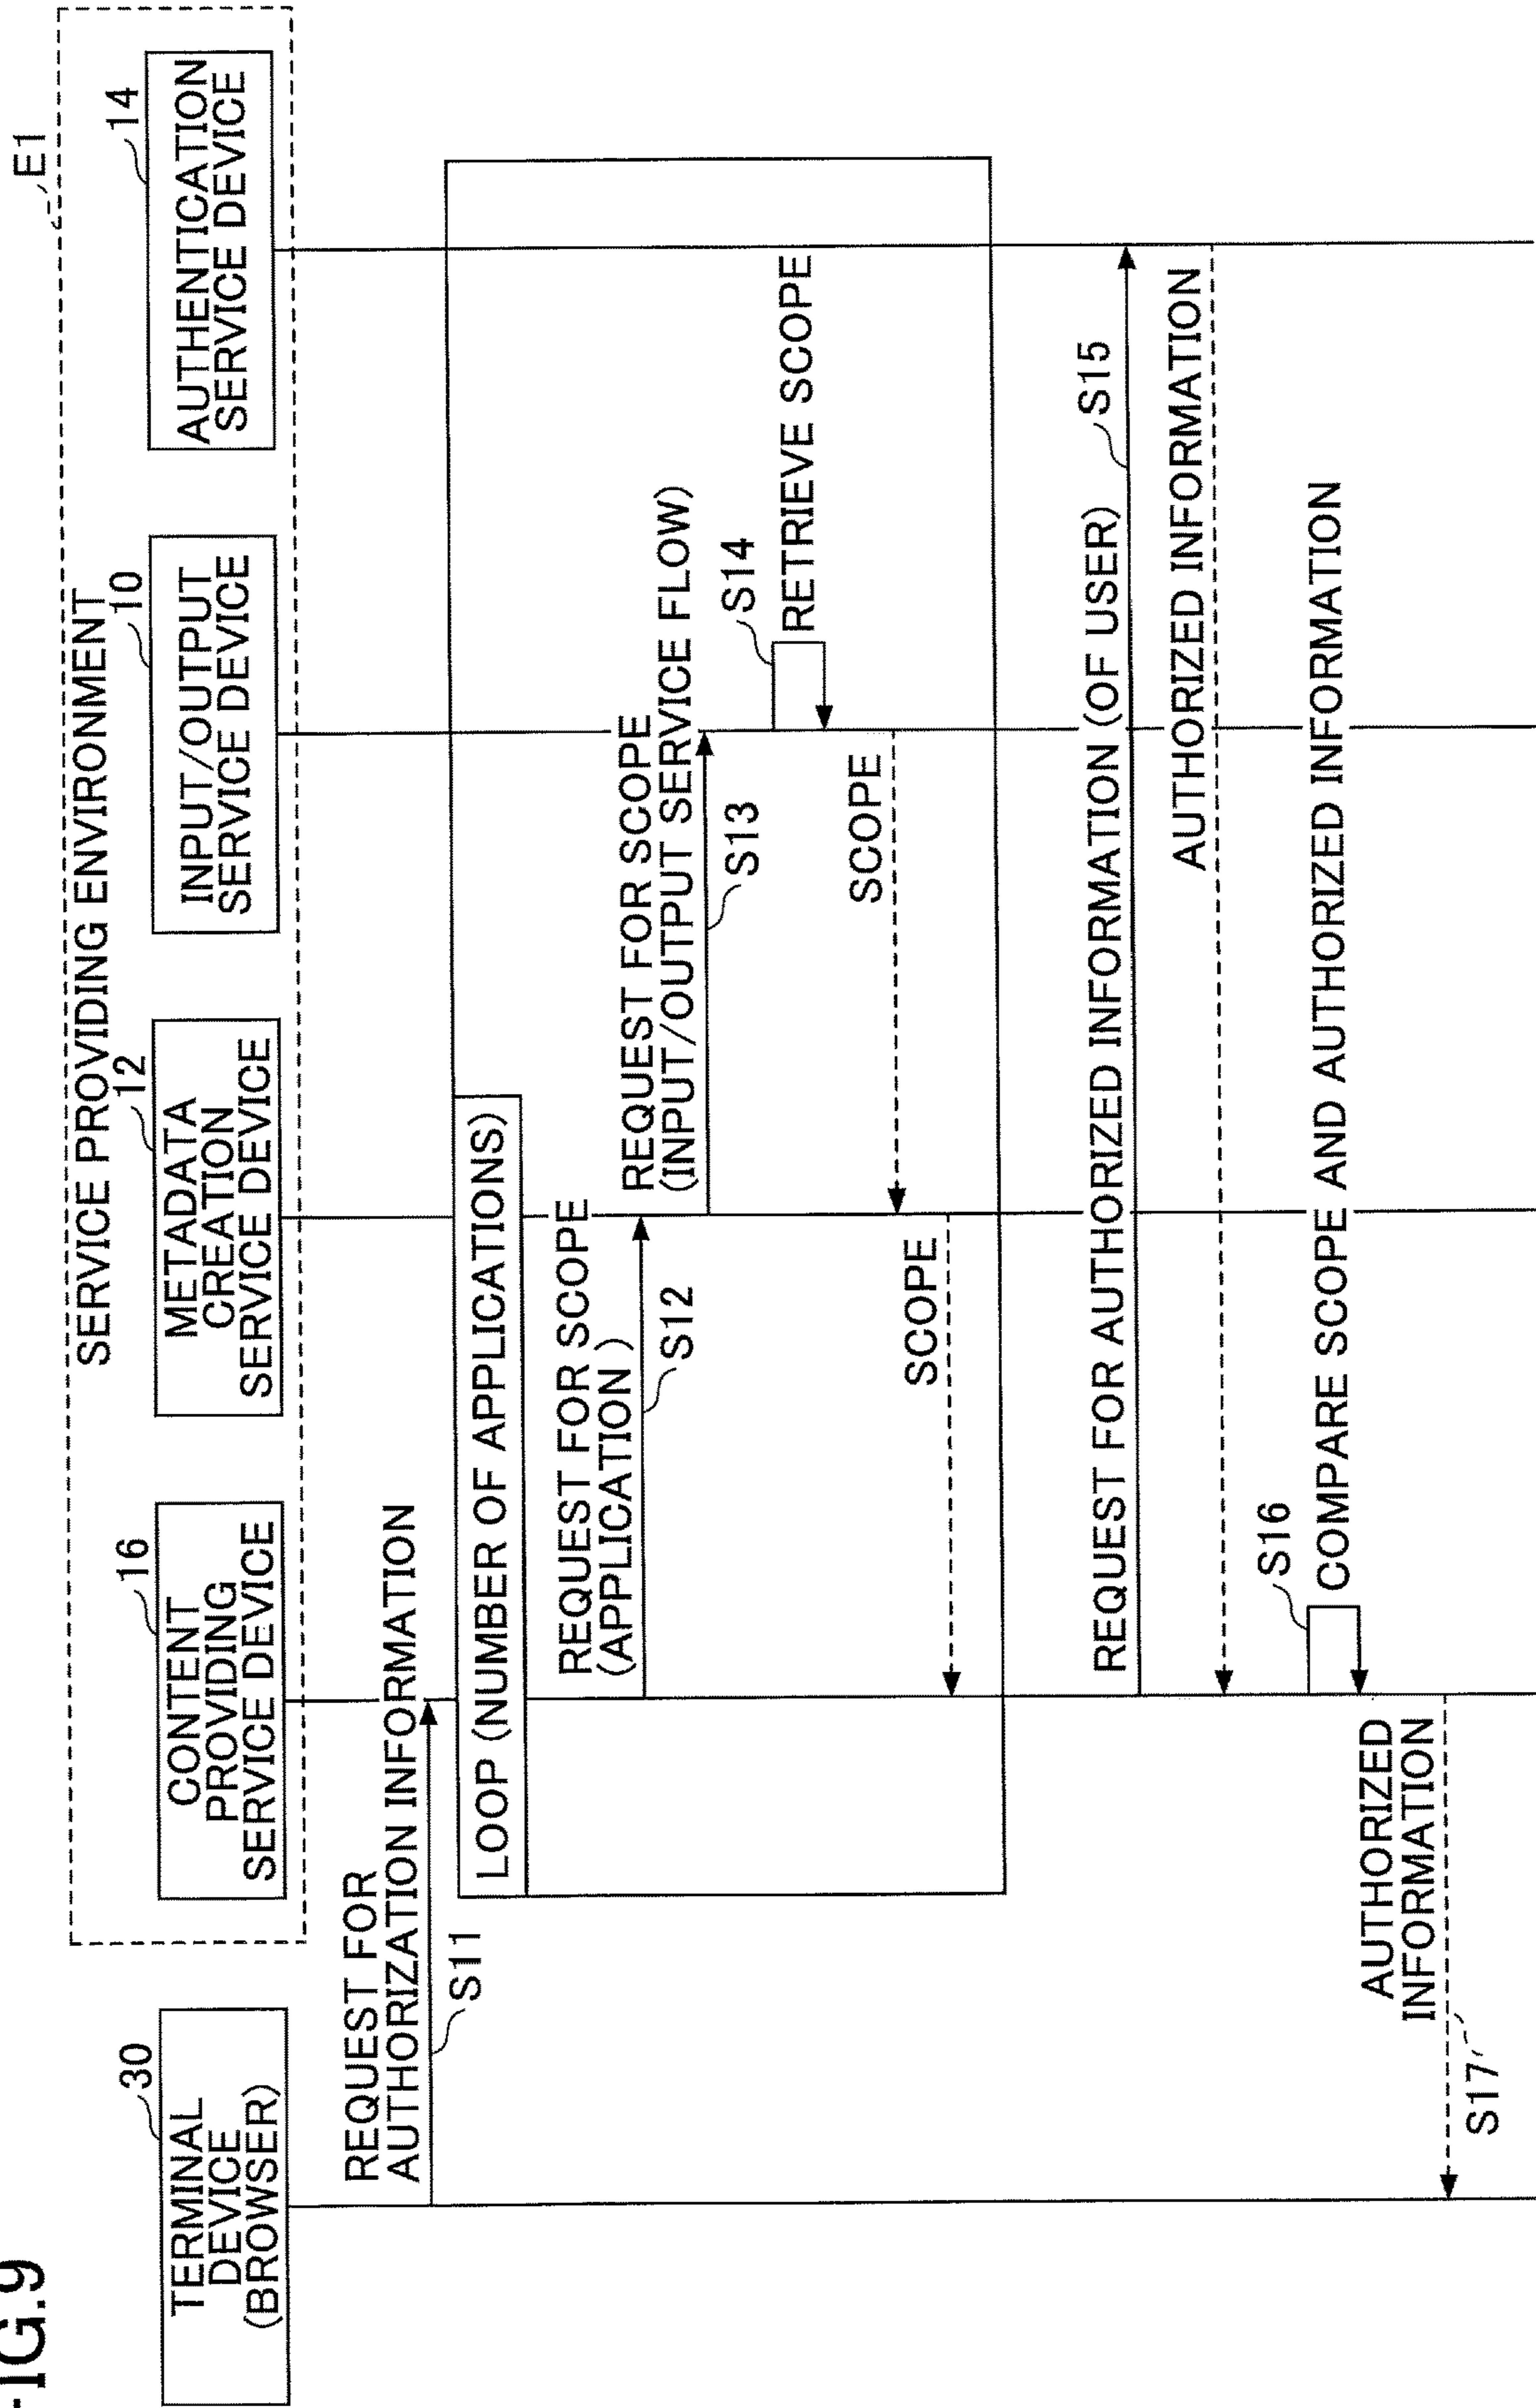 FIG.9
E1
SERVICE PROVIDING ENVIRONMENT
30
TERMINAL
DEVICE
(BROWSER)
16
CONTENT
PROVIDING
SERVICE DEVICE
12
METADATA
CREATION
SERVICE DEVICE
10
INPUT/OUTPUT
SERVICE DEVICE
14
AUTHENTICATION
SERVICE DEVICE
REQUEST FOR
AUTHORIZATION INFORMATION
S11
LOOP (NUMBER OF APPLICATIONS)
REQUEST FOR SCOPE
(APPLICATION )
S12
REQUEST FOR SCOPE
(INPUT/OUTPUT SERVICE FLOW)
S13
S14
RETRIEVE SCOPE
SCOPE
SCOPE
REQUEST FOR AUTHORIZED INFORMATION (OF USER)
S15
AUTHORIZED INFORMATION
S16
COMPARE SCOPE AND AUTHORIZED INFORMATION
AUTHORIZED
INFORMATION
S17